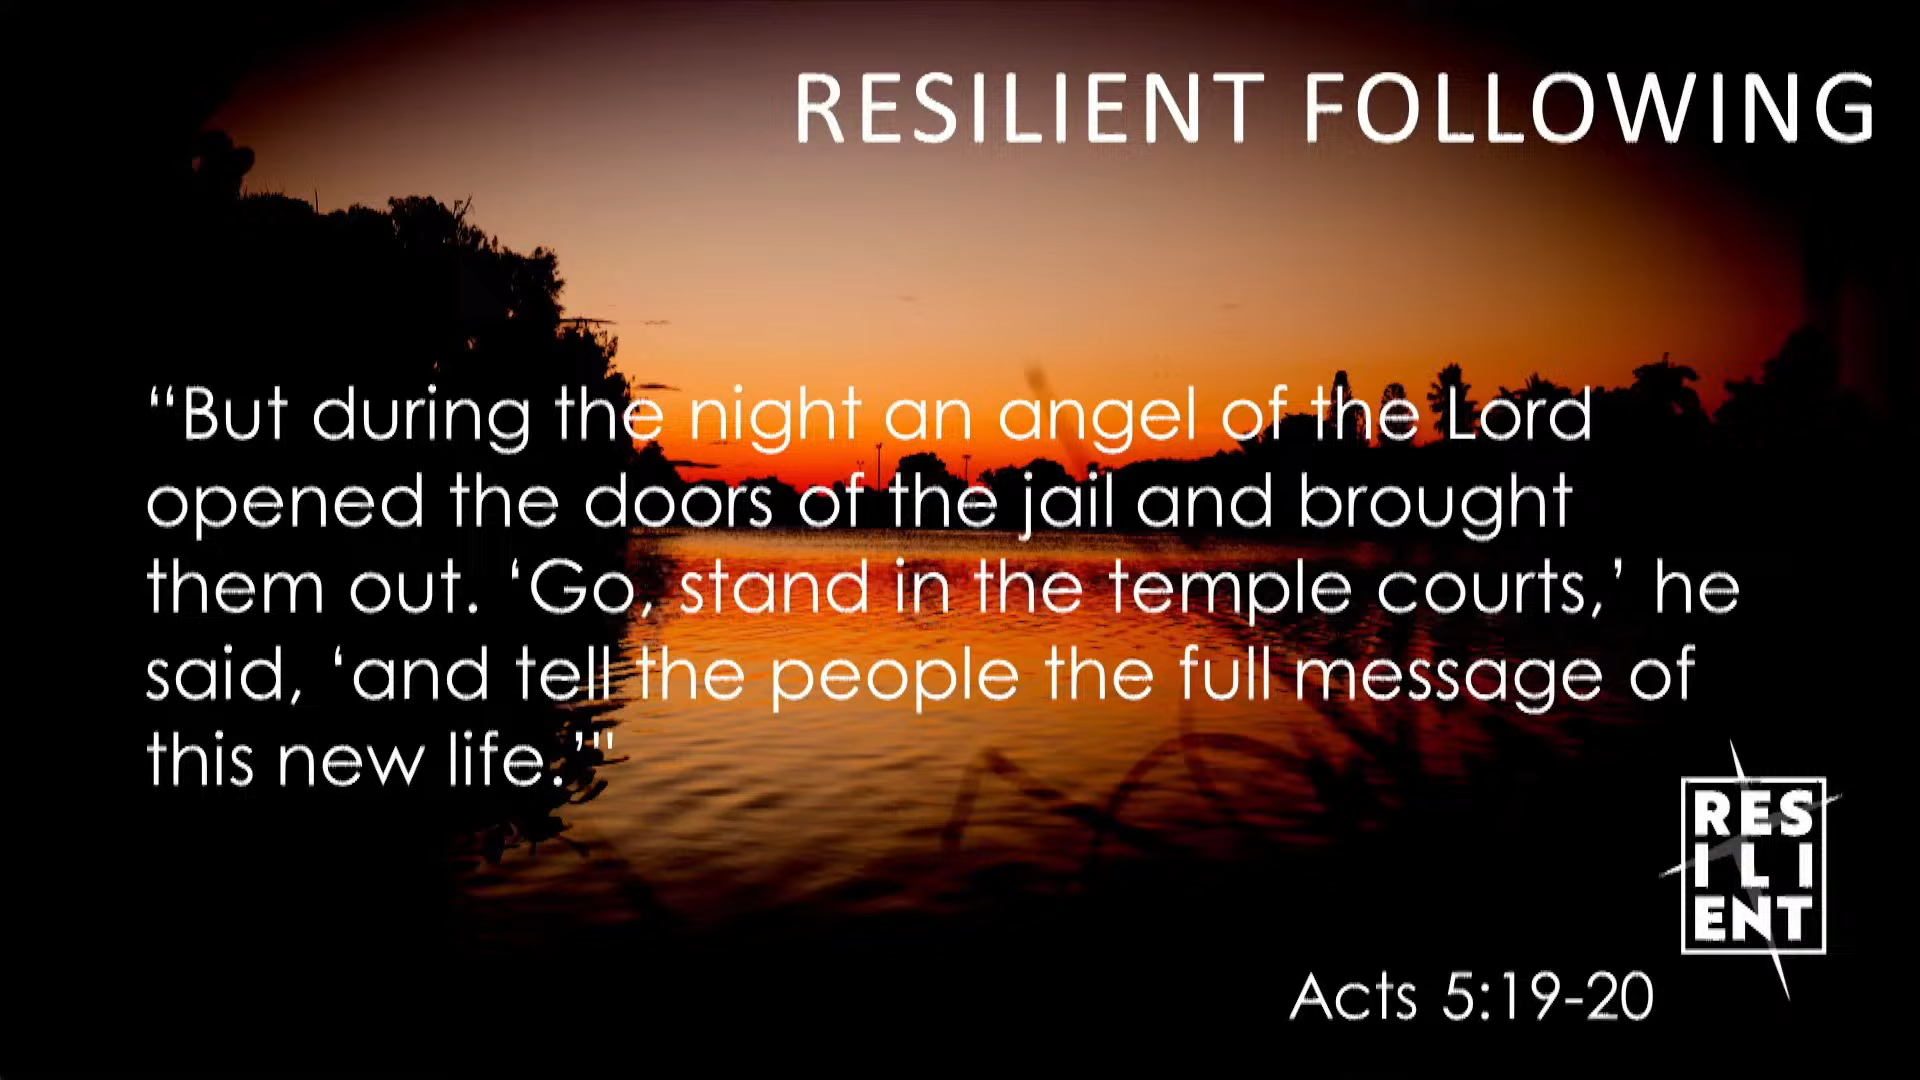 RESILIENT FOLLOWING
“But during the night an angel of the Lord
opened the doors of the jail and brought
them out. ‘Go, stand in the temple courts,’ he
said, ‘and tell the people the full message of
this new life.’"
RES
ILI
ENT
Acts 5:19-20